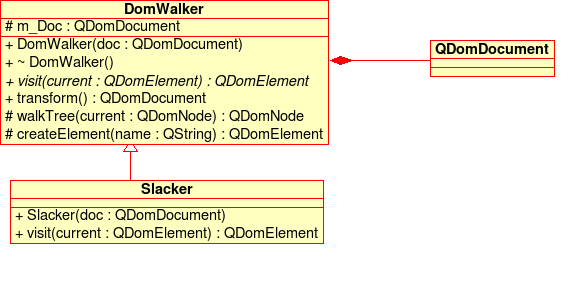 DomWalker
# m_Doc : QDomDocument
+ DomWalker(doc : QDomDocument)
+ ~ DomWalker()
+ visit(current : QDomElement) : QDomElement
+ transform() : QDomDocument
# walkTree(current : QDomNode) : QDomNode
# createElement(name : QString) : QDomElement
QDomDocument
Slacker
+ Slacker(doc : QDomDocument)
+ visit(current : QDomElement) : QDomElement